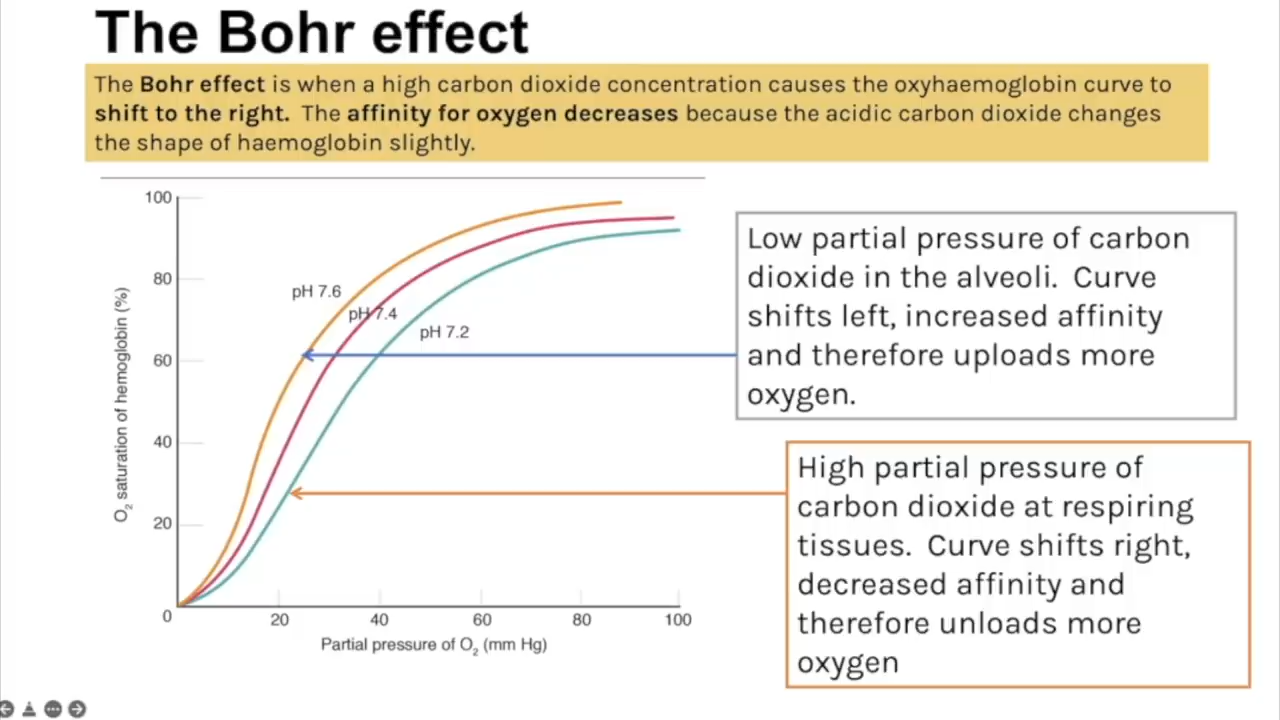 The Bohr effect
The Bohr effect is when a high carbon dioxide concentration causes the oxyhaemoglobin curve to
shift to the right.  The affinity for oxygen decreases because the acidic carbon dioxide changes
the shape of haemoglobin slightly.
100
80
60
40
20
0
O₂ saturation of hemoglobin (%)
pH 7.6
pH 7.4
pH 7.2
20 40 60 80 100
Partial pressure of O₂ (mm Hg)
Low partial pressure of carbon
dioxide in the alveoli.  Curve
shifts left, increased affinity
and therefore uploads more
oxygen.
High partial pressure of
carbon dioxide at respiring
tissues.  Curve shifts right,
decreased affinity and
therefore unloads more
oxygen